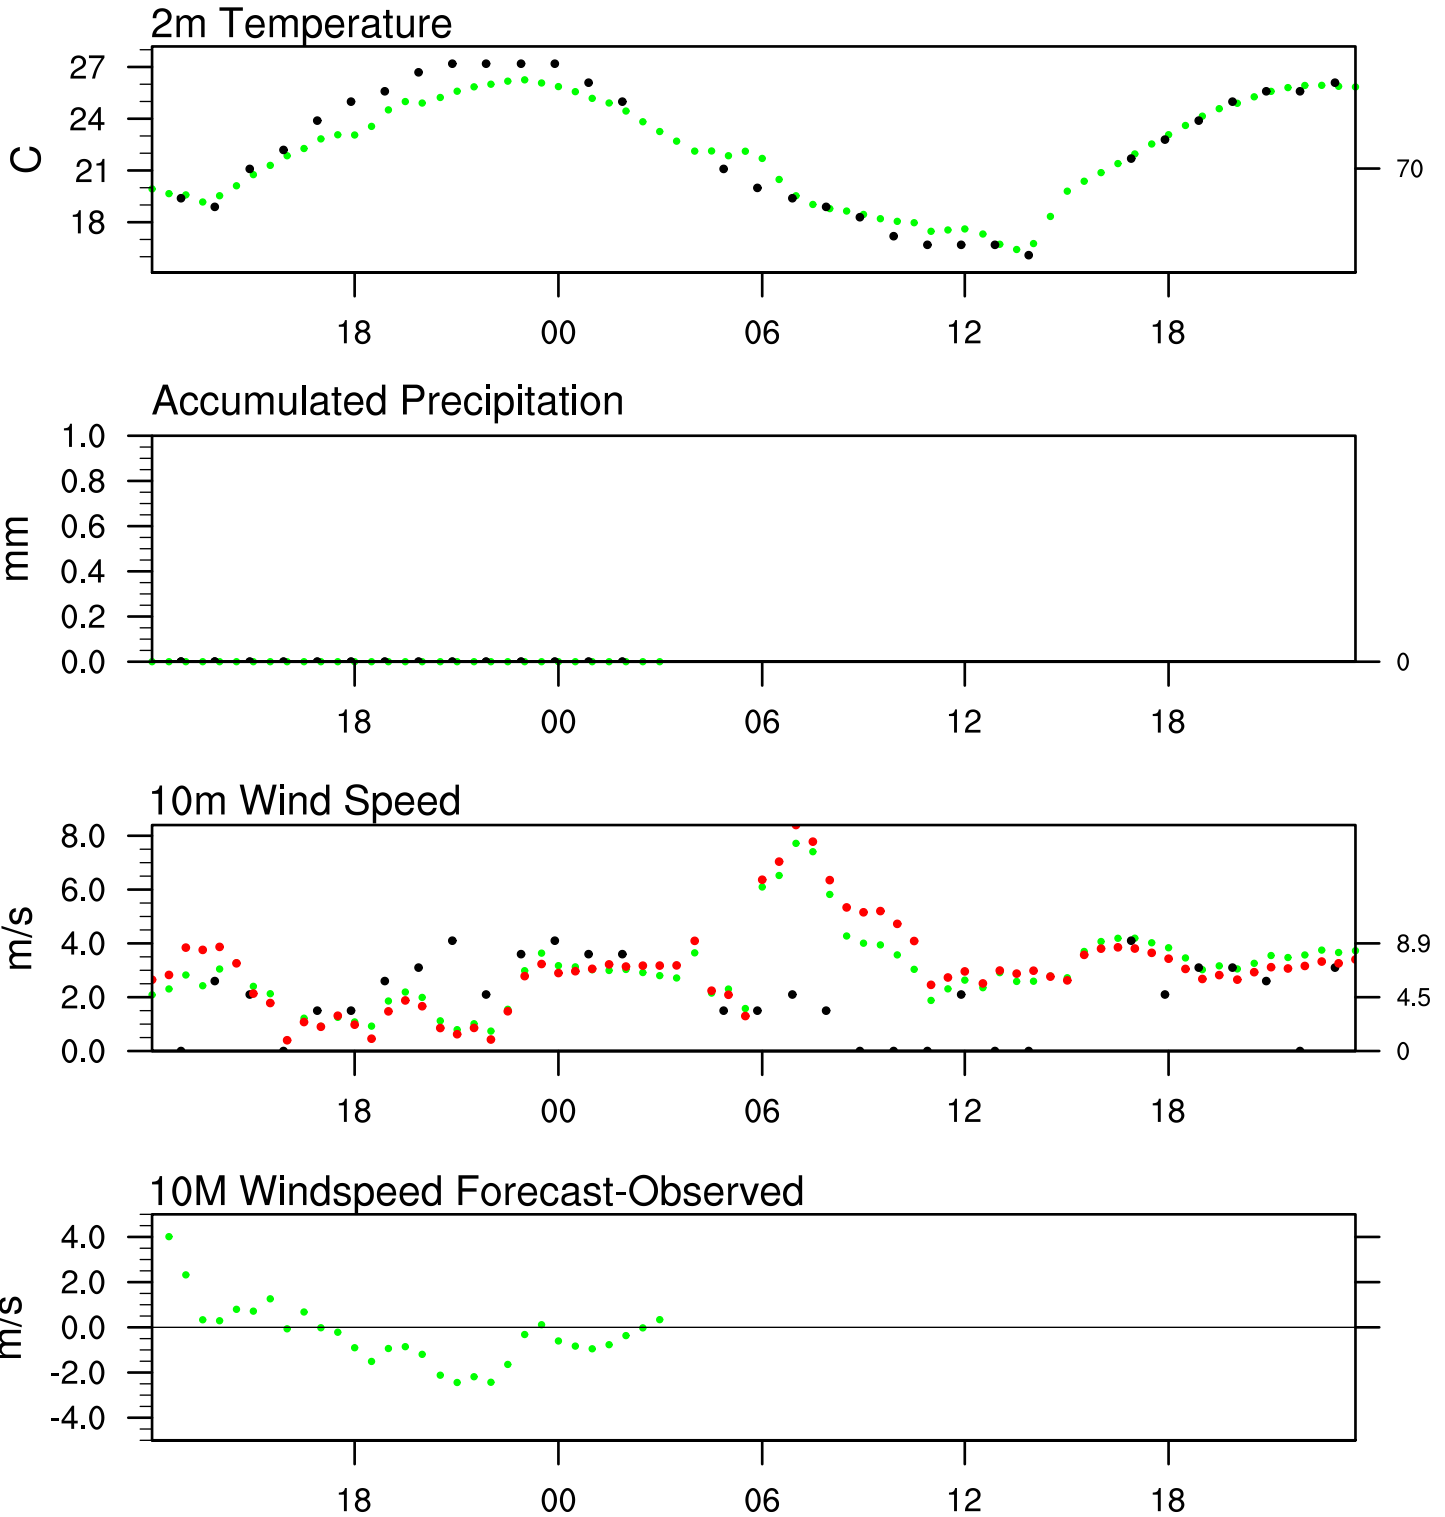 2m Temperature
27
24
21
18
C
70
18 00 06 12 18
Accumulated Precipitation
1.0
0.8
0.6
0.4
0.2
0.0
mm
0
18 00 06 12 18
10m Wind Speed
8.0
6.0
4.0
2.0
0.0
m/s
8.9
4.5
0
18 00 06 12 18
10M Windspeed Forecast-Observed
4.0
2.0
0.0
-2.0
-4.0
m/s
18 00 06 12 18